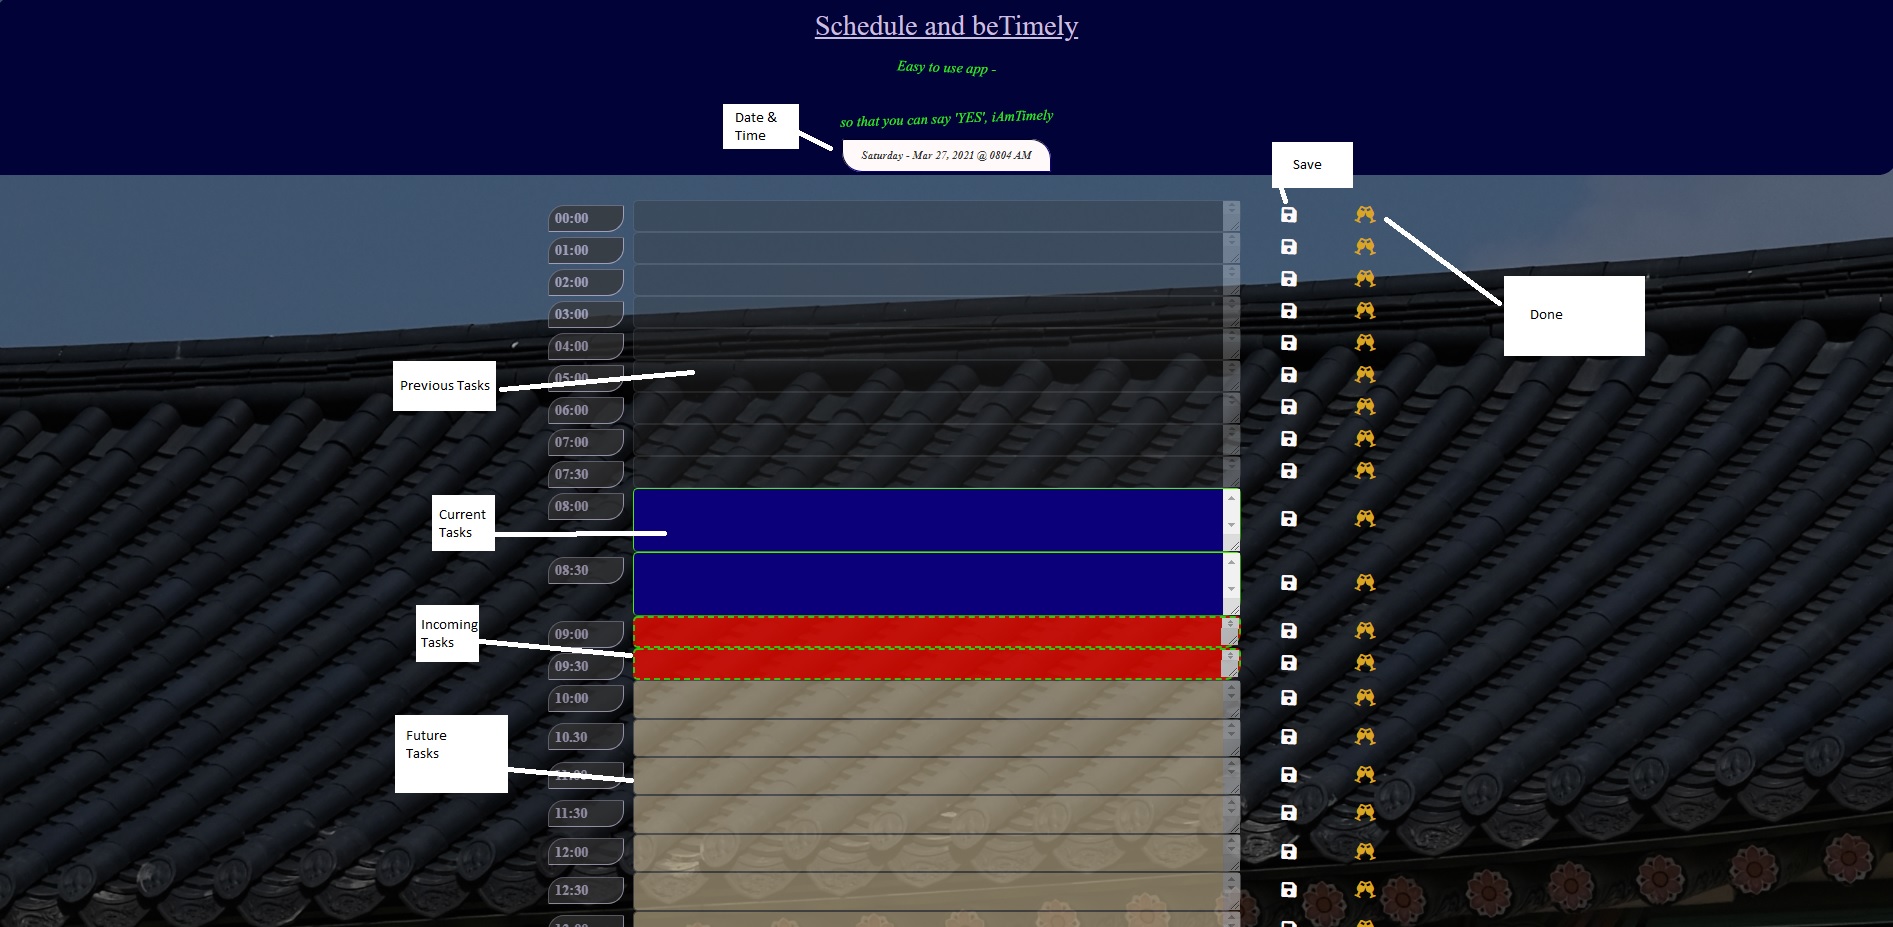 Schedule and beTimely
Easy to use app -
so that you can say 'YES', iAmTimely
Date &
Time
Saturday - Mar 27, 2021 @ 0804 AM
Save
00:00
01:00
02:00
03:00
Done
04:00
05:00
Previous Tasks
06:00
07:00
07:30
08:00
Current
Tasks
08:30
Incoming
Tasks
09:00
09:30
10:00
Future
Tasks
10.30
11:00
11:30
12:00
12:30